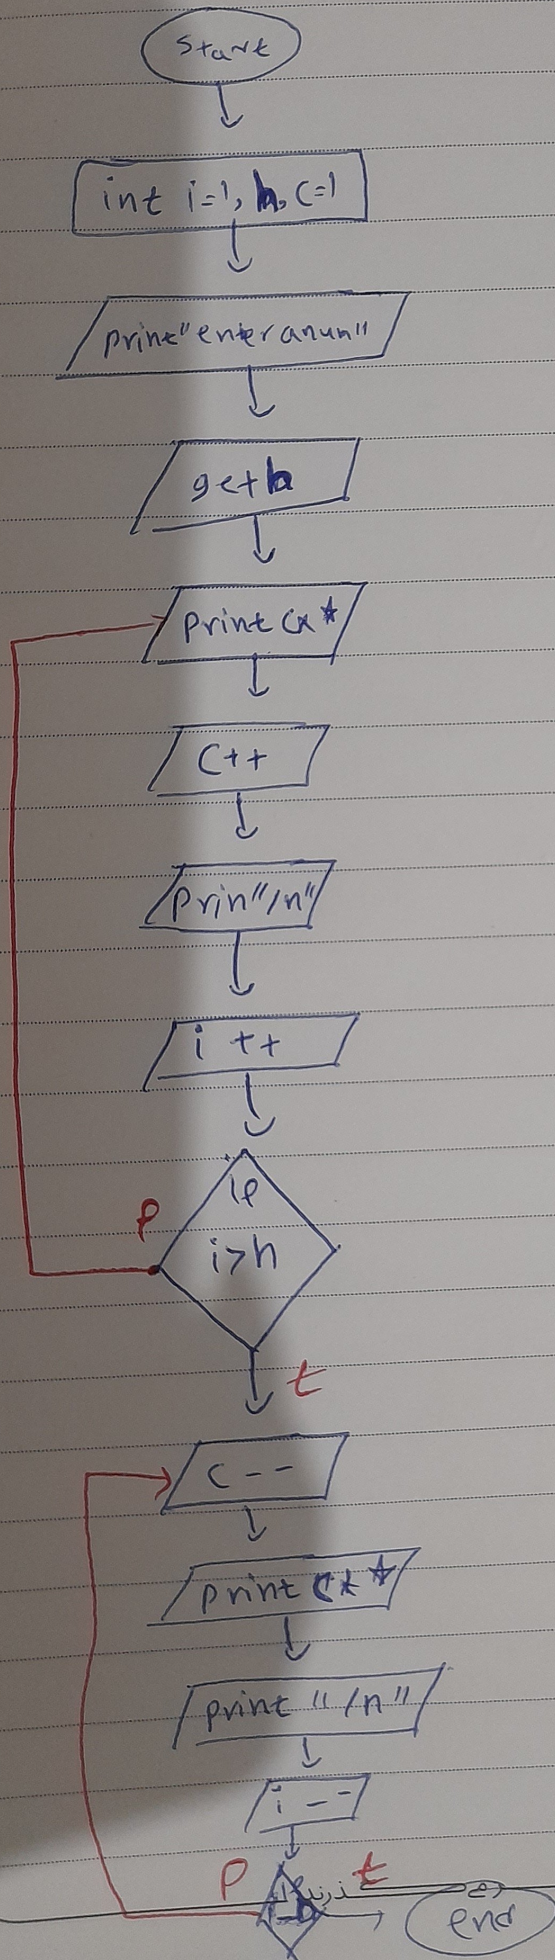 start
int i=1, h, c=1
print "enter a num"
get h
print c x *
c++
prin "/n"
i ++
if
i>h
f
t
c - -
print c x *
print "/n"
i - -
f
t
end